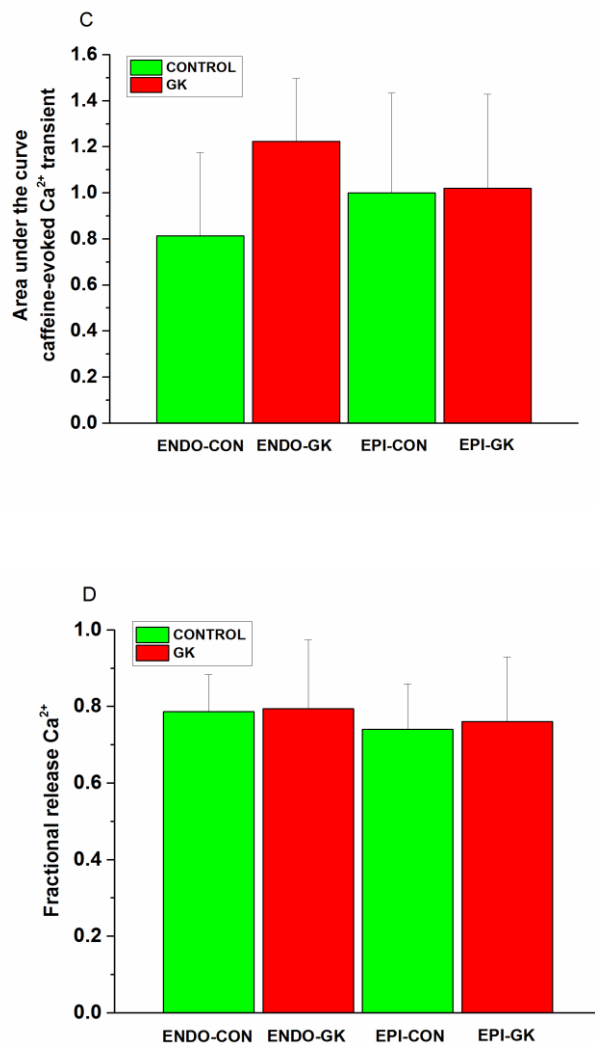 C
Area under the curve
caffeine-evoked Ca²⁺ transient
1.6
1.4
1.2
1.0
0.8
0.6
0.4
0.2
0.0
CONTROL
GK
ENDO-CON ENDO-GK EPI-CON EPI-GK
D
Fractional release Ca²⁺
1.0
0.8
0.6
0.4
0.2
0.0
CONTROL
GK
ENDO-CON ENDO-GK EPI-CON EPI-GK